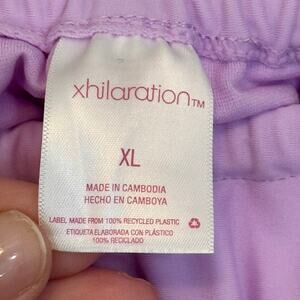 xhilaration™
XL
MADE IN CAMBODIA
HECHO EN CAMBOYA
LABEL MADE FROM 100% RECYCLED PLASTIC
ETIQUETA ELABORADA CON PLÁSTICO
100% RECICLADO